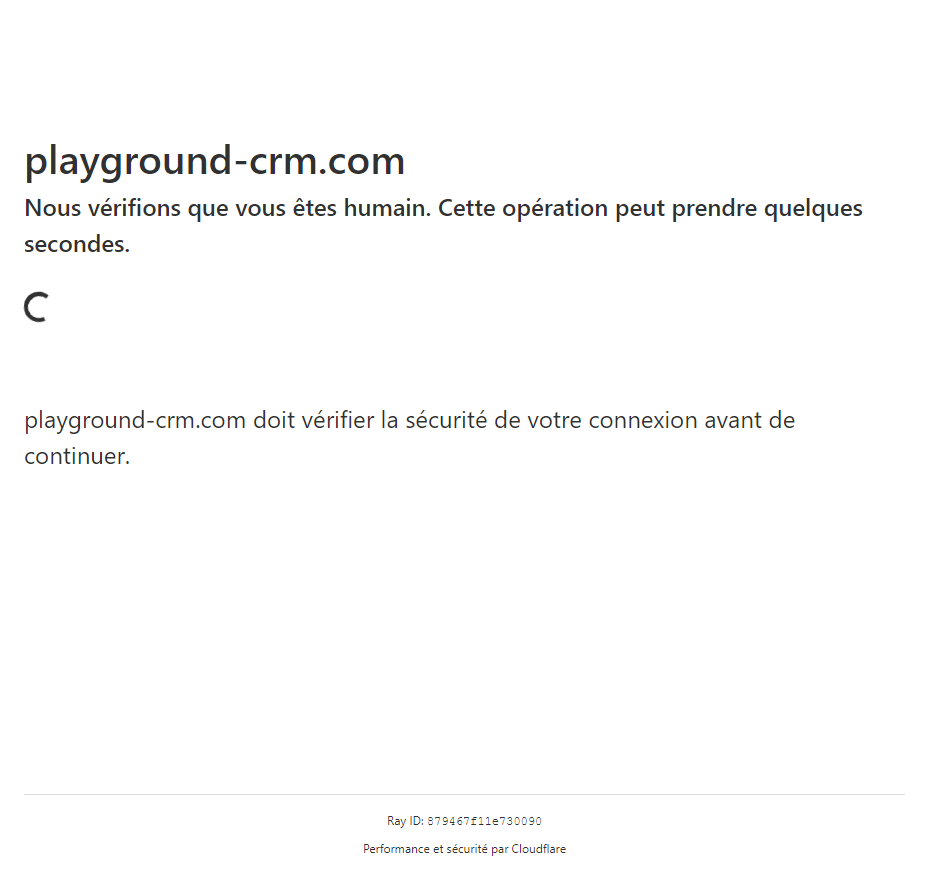 playground-crm.com
Nous vérifions que vous êtes humain. Cette opération peut prendre quelques
secondes.
playground-crm.com doit vérifier la sécurité de votre connexion avant de
continuer.
Ray ID: 879467f11e730090
Performance et sécurité par Cloudflare